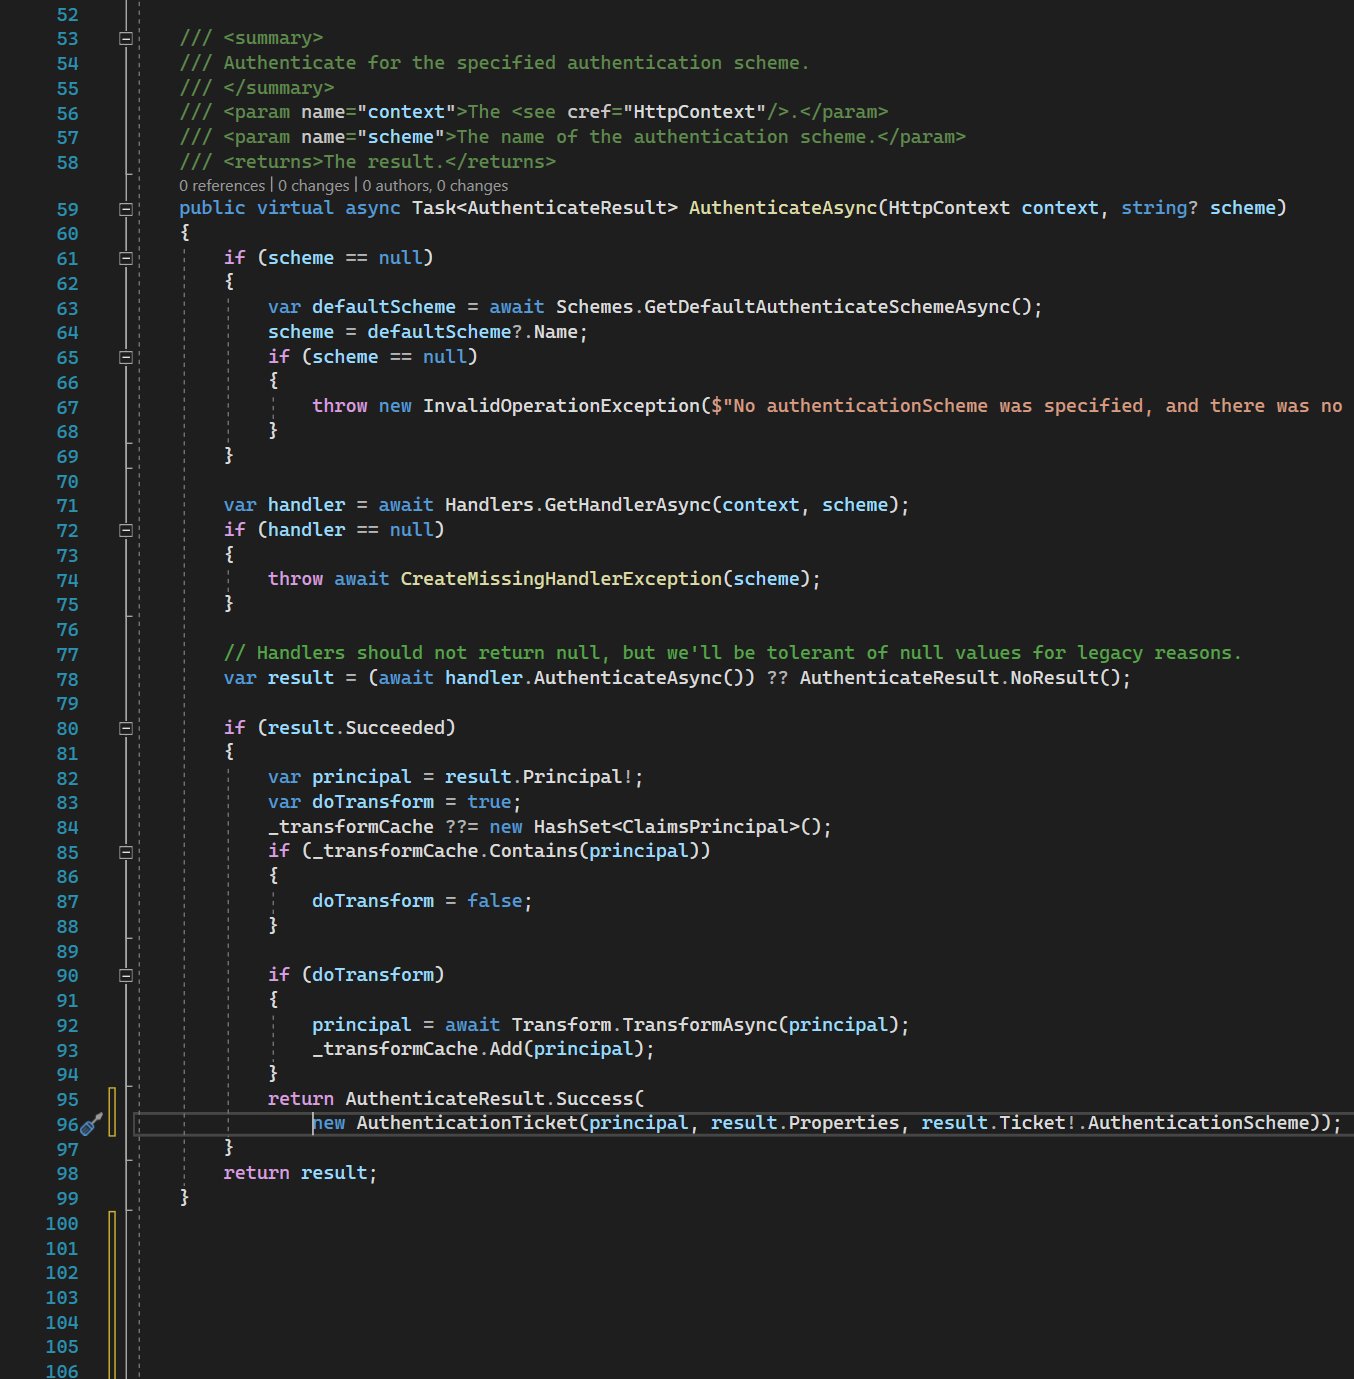 52
53 /// <summary>
54 /// Authenticate for the specified authentication scheme.
55 /// </summary>
56 /// <param name="context">The <see cref="HttpContext"/>.</param>
57 /// <param name="scheme">The name of the authentication scheme.</param>
58 /// <returns>The result.</returns>
0 references | 0 changes | 0 authors, 0 changes
59 public virtual async Task<AuthenticateResult> AuthenticateAsync(HttpContext context, string? scheme)
60 {
61 if (scheme == null)
62 {
63 var defaultScheme = await Schemes.GetDefaultAuthenticateSchemeAsync();
64 scheme = defaultScheme?.Name;
65 if (scheme == null)
66 {
67 throw new InvalidOperationException($"No authenticationScheme was specified, and there was no
68 }
69 }
70
71 var handler = await Handlers.GetHandlerAsync(context, scheme);
72 if (handler == null)
73 {
74 throw await CreateMissingHandlerException(scheme);
75 }
76
77 // Handlers should not return null, but we'll be tolerant of null values for legacy reasons.
78 var result = (await handler.AuthenticateAsync()) ?? AuthenticateResult.NoResult();
79
80 if (result.Succeeded)
81 {
82 var principal = result.Principal!;
83 var doTransform = true;
84 _transformCache ??= new HashSet<ClaimsPrincipal>();
85 if (_transformCache.Contains(principal))
86 {
87 doTransform = false;
88 }
89
90 if (doTransform)
91 {
92 principal = await Transform.TransformAsync(principal);
93 _transformCache.Add(principal);
94 }
95 return AuthenticateResult.Success(
96 new AuthenticationTicket(principal, result.Properties, result.Ticket!.AuthenticationScheme));
97 }
98 return result;
99 }
100
101
102
103
104
105
106